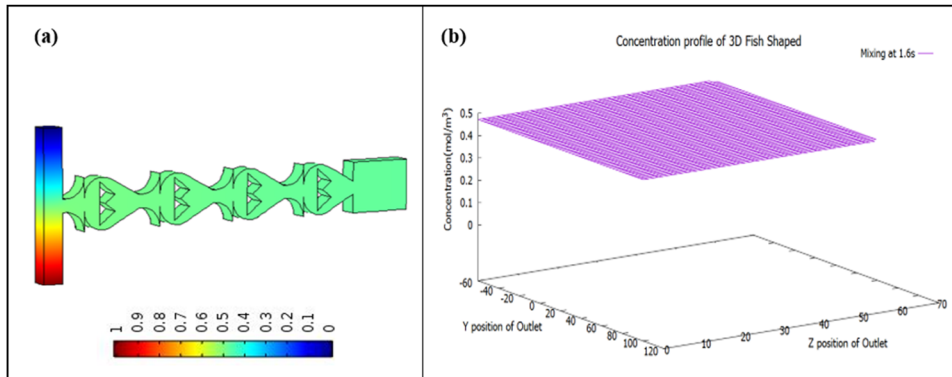 (a)
1 0.9 0.8 0.7 0.6 0.5 0.4 0.3 0.2 0.1 0
(b)
Concentration profile of 3D Fish Shaped
Mixing at 1.6s
Concentration(mol/m³)
0.5
0.4
0.3
0.2
0.1
0
-60 -40 -20 0 20 40 60 80 100 120
Y position of Outlet
0 10 20 30 40 50 60 70
Z position of Outlet